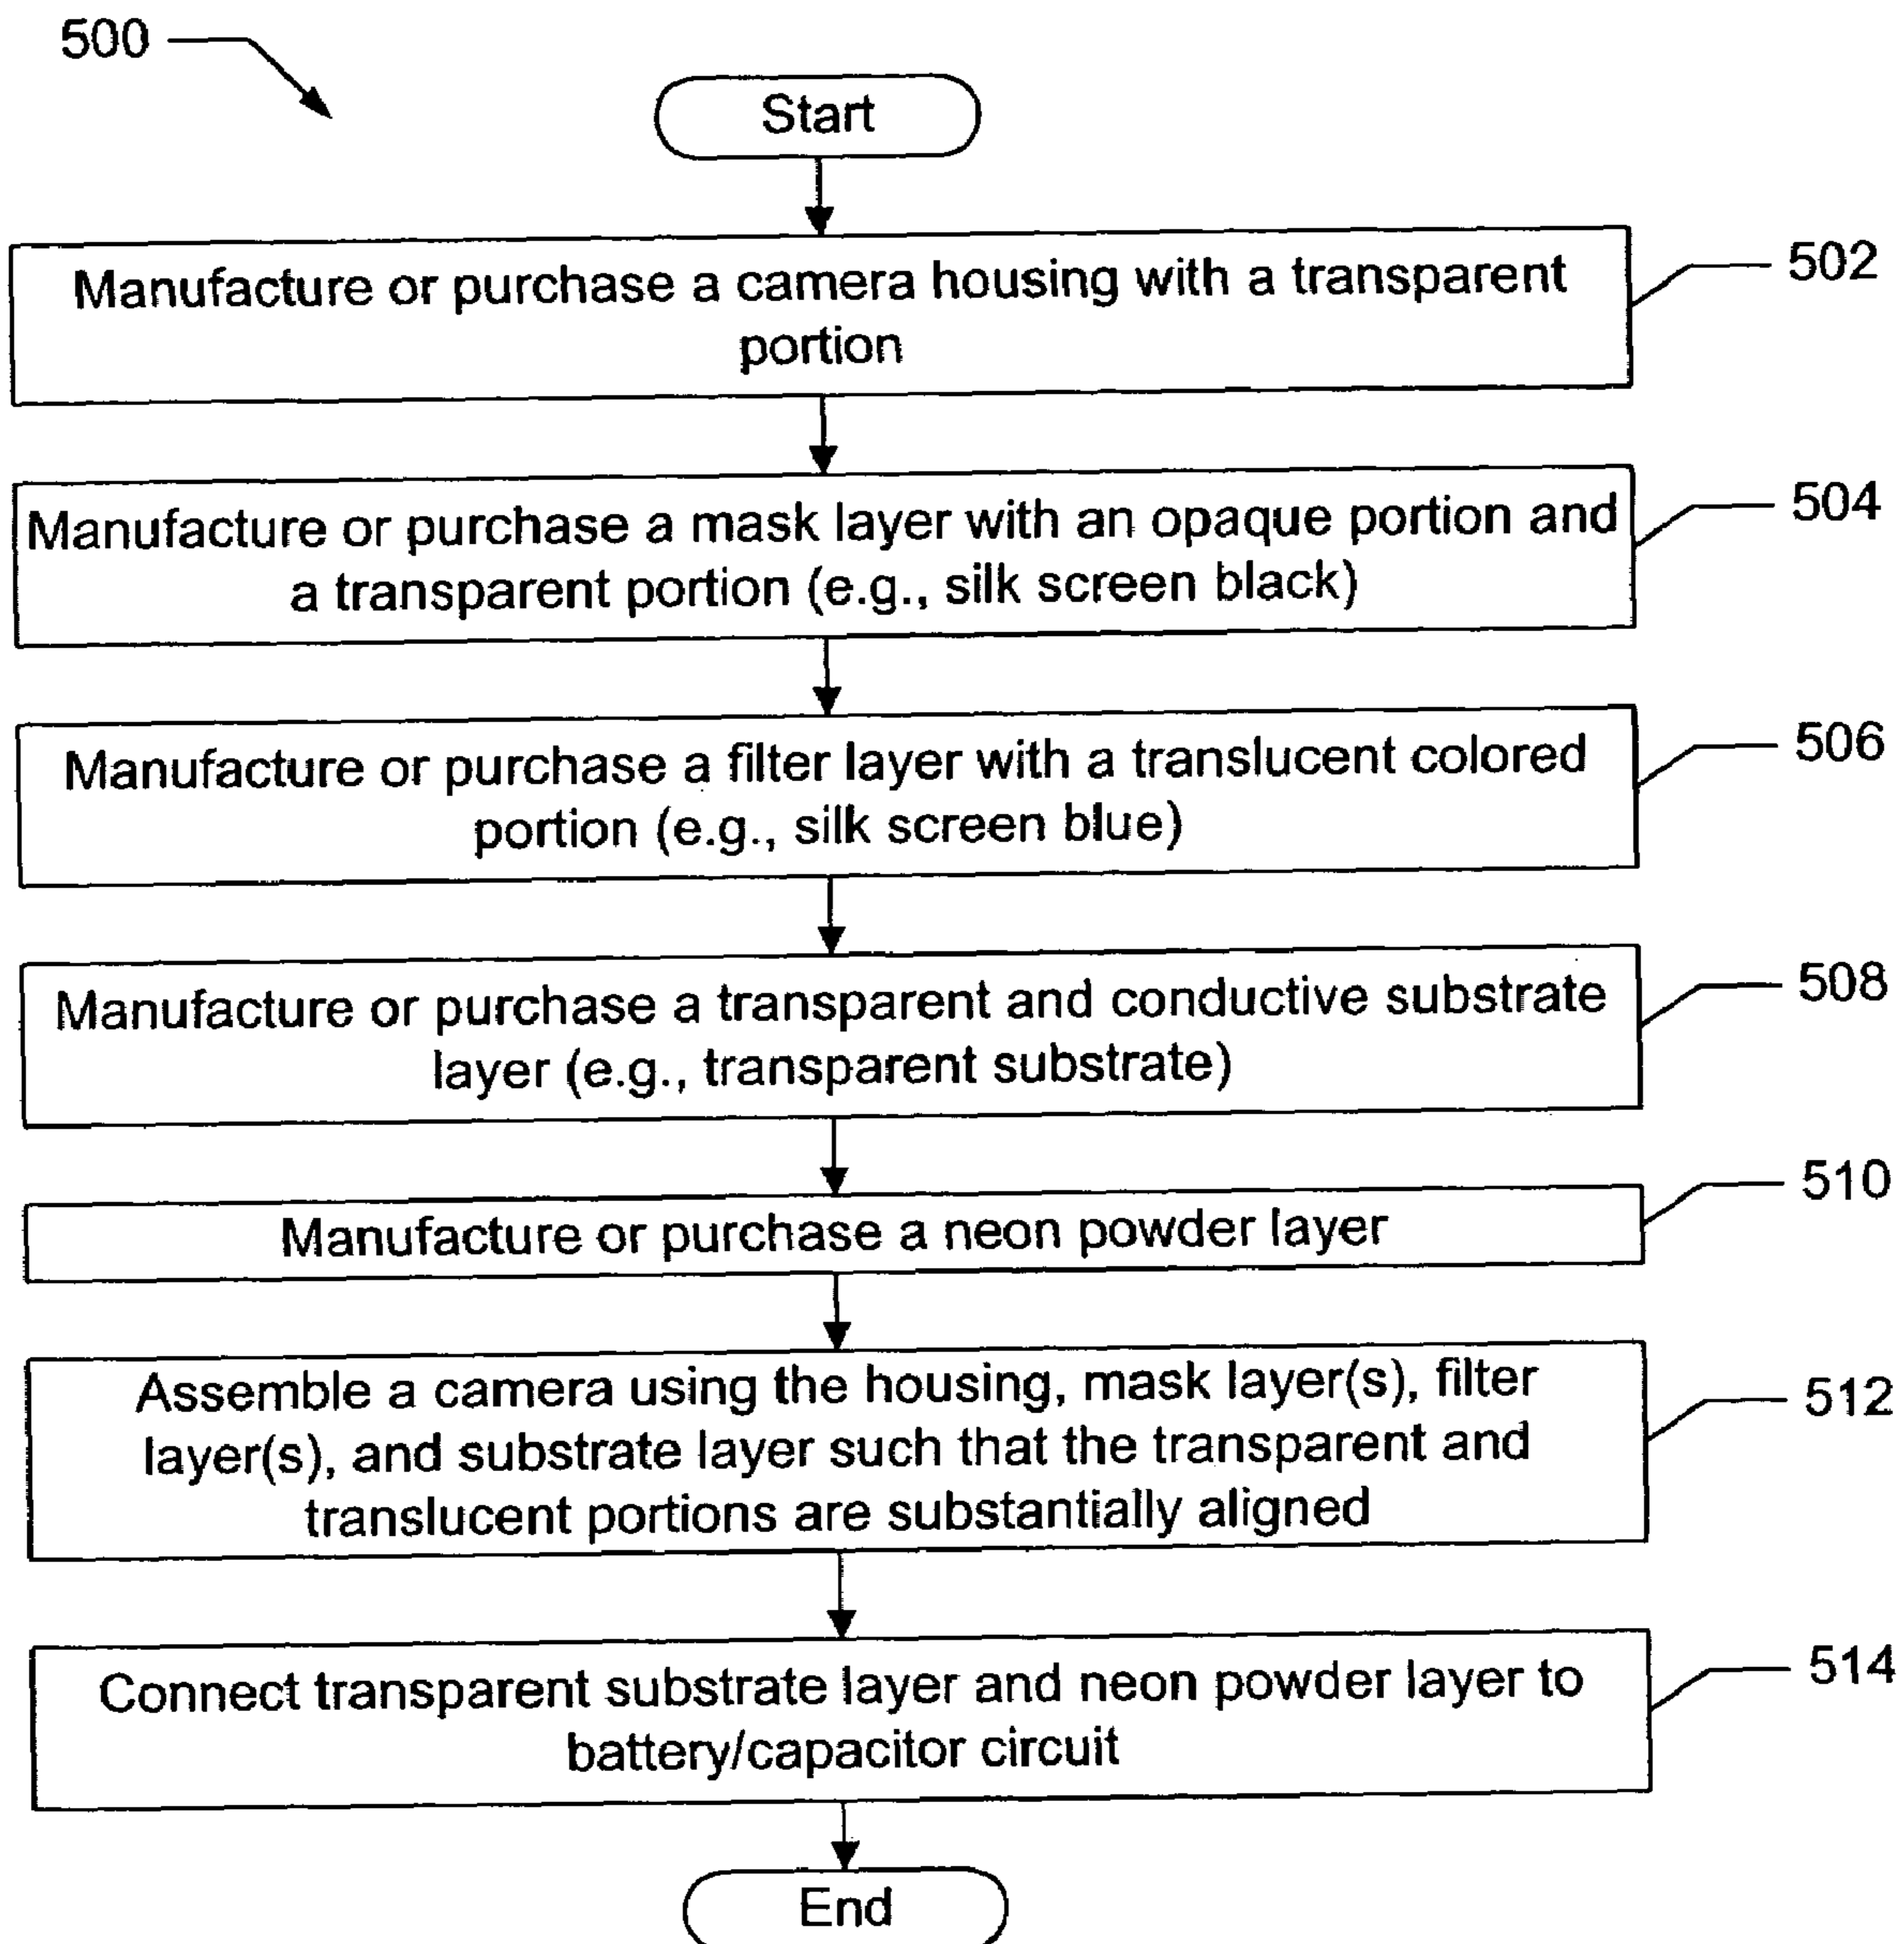 500
Start
Manufacture or purchase a camera housing with a transparent
portion
502
Manufacture or purchase a mask layer with an opaque portion and
a transparent portion (e.g., silk screen black)
504
Manufacture or purchase a filter layer with a translucent colored
portion (e.g., silk screen blue)
506
Manufacture or purchase a transparent and conductive substrate
layer (e.g., transparent substrate)
508
Manufacture or purchase a neon powder layer
510
Assemble a camera using the housing, mask layer(s), filter
layer(s), and substrate layer such that the transparent and
translucent portions are substantially aligned
512
Connect transparent substrate layer and neon powder layer to
battery/capacitor circuit
514
End